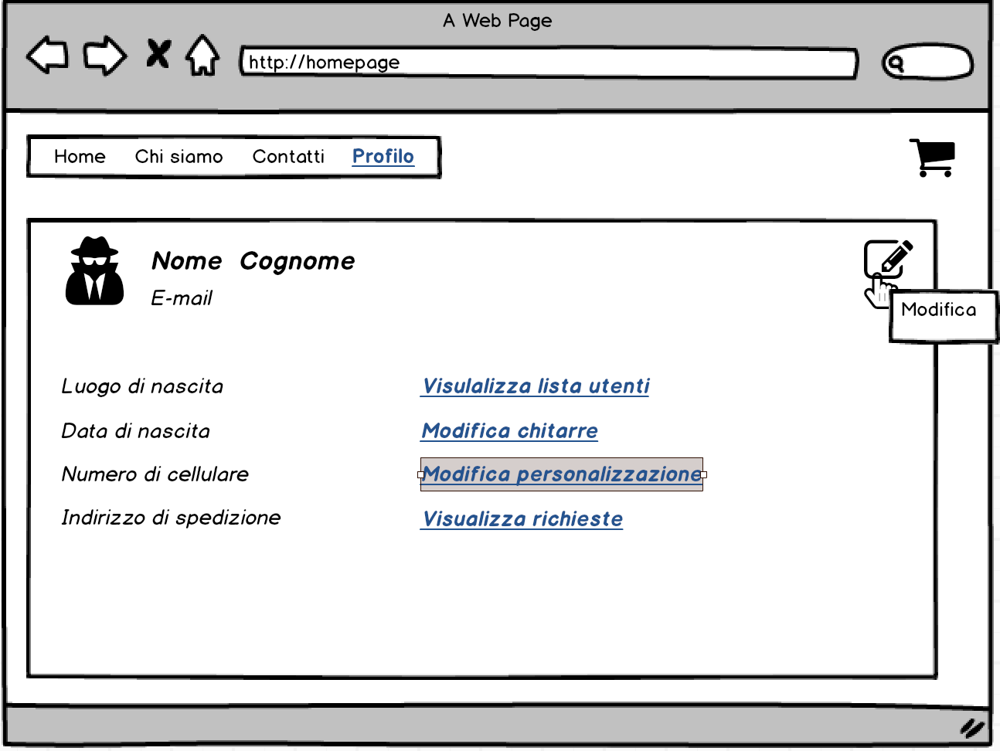 A Web Page
http://homepage
Home Chi siamo Contatti Profilo
Nome Cognome
E-mail
Modifica
Luogo di nascita Visulalizza lista utenti
Data di nascita Modifica chitarre
Numero di cellulare Modifica personalizzazione
Indirizzo di spedizione Visualizza richieste